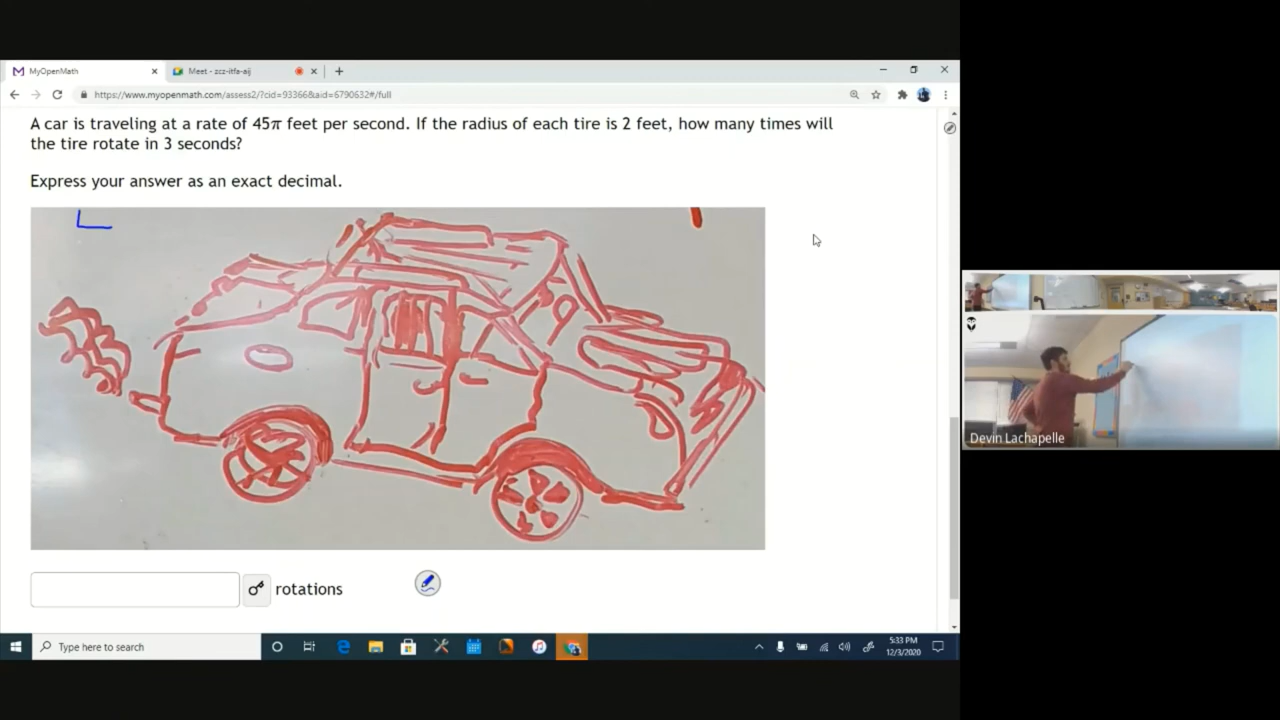 MyOpenMath
Meet - zcz-itfa-aij
https://www.myopenmath.com/assess2/?cid=93366&aid=6790632#/full
A car is traveling at a rate of 45π feet per second. If the radius of each tire is 2 feet, how many times will
the tire rotate in 3 seconds?
Express your answer as an exact decimal.
rotations
Devin Lachapelle
Type here to search
5:33 PM
12/3/2020